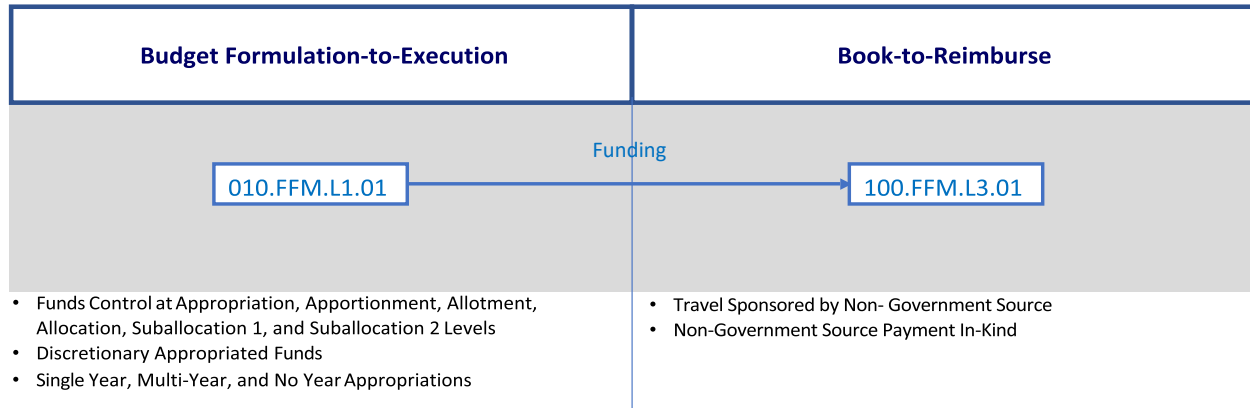 Budget Formulation-to-Execution
Book-to-Reimburse
Funding
010.FFM.L1.01
100.FFM.L3.01
• Funds Control at Appropriation, Apportionment, Allotment,
Allocation, Suballocation 1, and Suballocation 2 Levels
• Discretionary Appropriated Funds
• Single Year, Multi-Year, and No Year Appropriations
• Travel Sponsored by Non- Government Source
• Non-Government Source Payment In-Kind